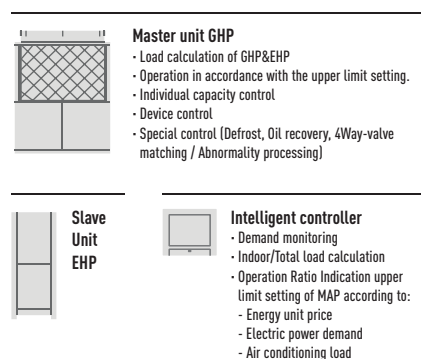 Master unit GHP
· Load calculation of GHP&EHP
· Operation in accordance with the upper limit setting.
· Individual capacity control
· Device control
· Special control (Defrost, Oil recovery, 4Way-valve
matching / Abnormality processing)
Slave
Unit
EHP
Intelligent controller
· Demand monitoring
· Indoor/Total load calculation
· Operation Ratio Indication upper
limit setting of MAP according to:
- Energy unit price
- Electric power demand
- Air conditioning load